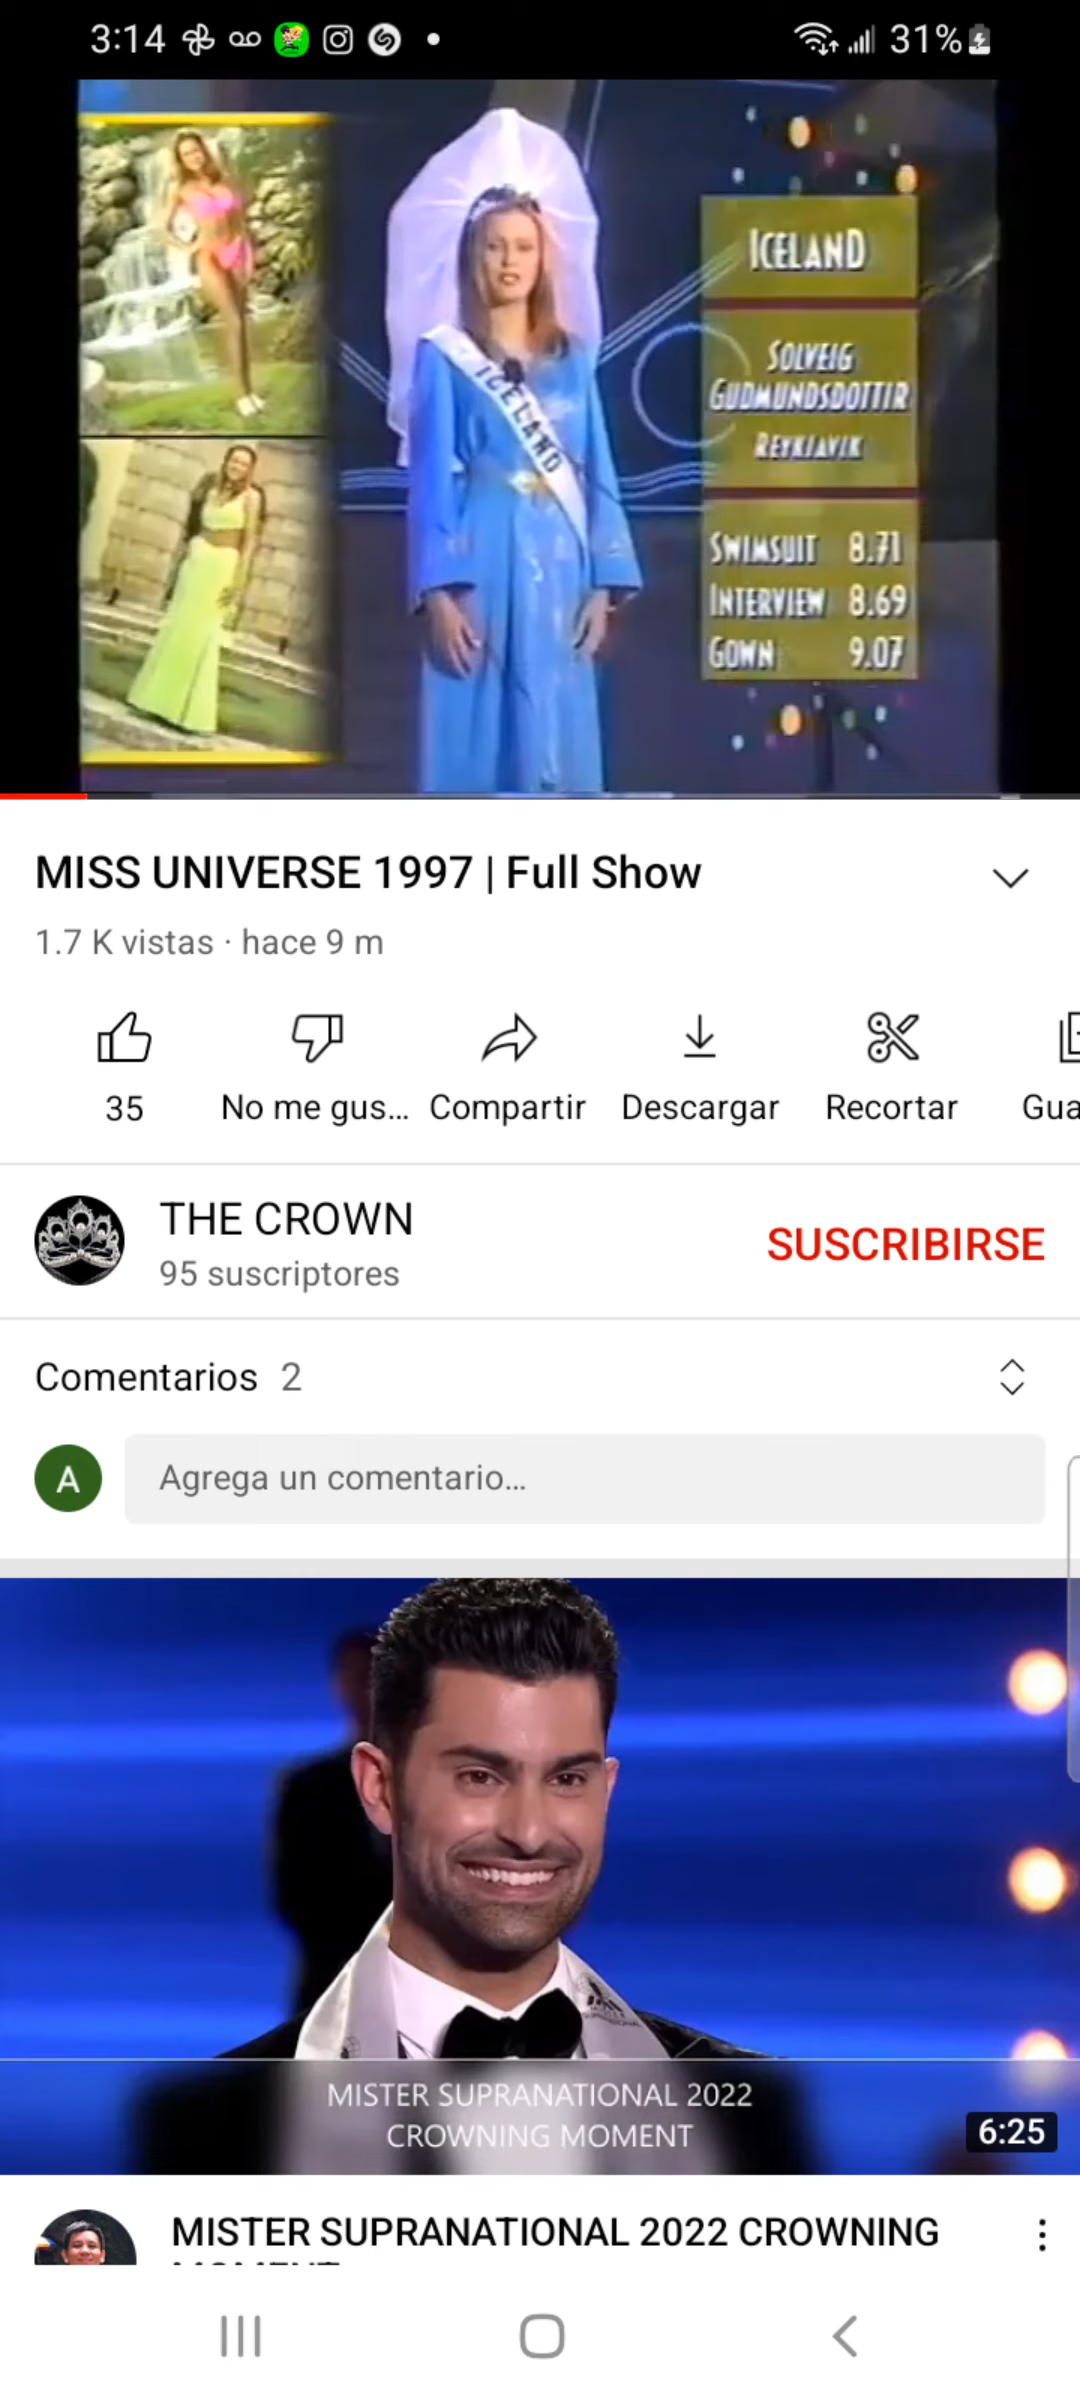 3:14
31%
ICELAND
SOLVEIG
GUDMUNDSDOTTIR
REYKIAVIK
ICELAND
SWIMSUIT 8.71
INTERVIEW 8.69
GOWN 9.07
MISS UNIVERSE 1997 | Full Show
1.7 K vistas · hace 9 m
35
No me gus...
Compartir
Descargar
Recortar
Gua
THE CROWN
95 suscriptores
SUSCRIBIRSE
Comentarios 2
A
Agrega un comentario...
MISTER SUPRANATIONAL 2022
CROWNING MOMENT
6:25
MISTER SUPRANATIONAL 2022 CROWNING